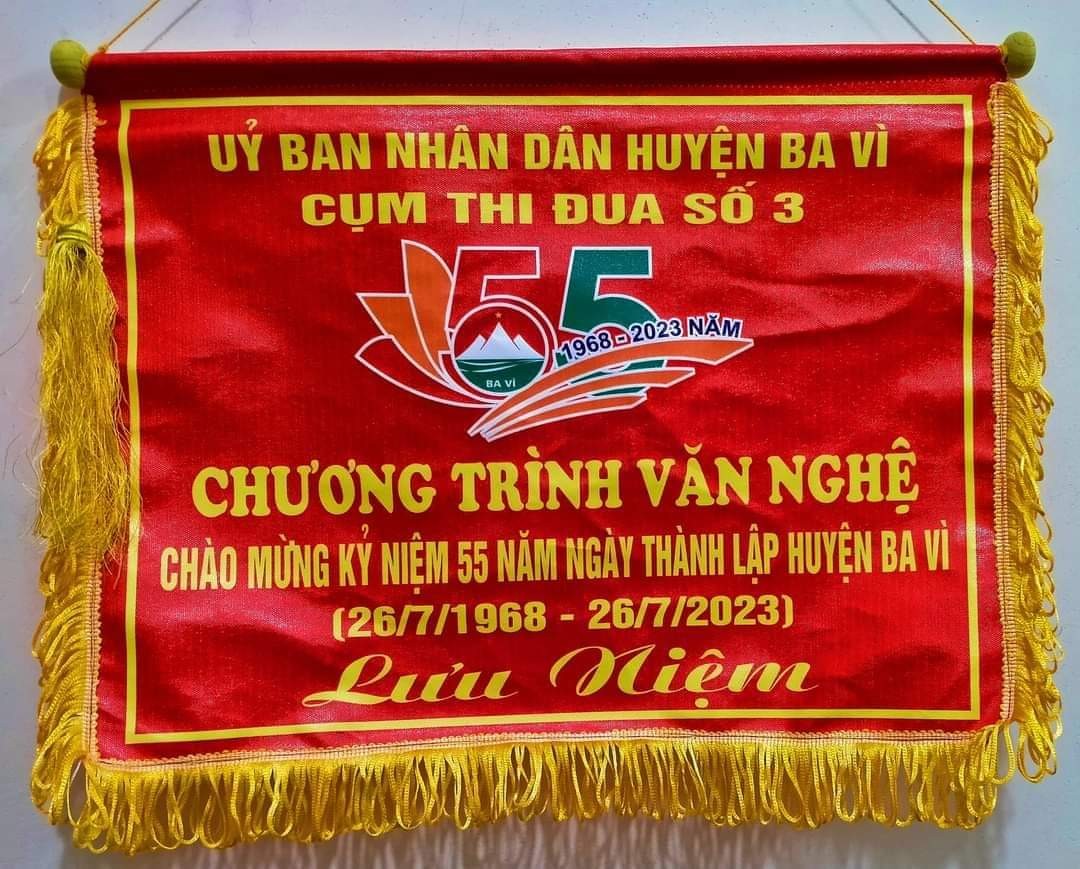 UỶ BAN NHÂN DÂN HUYỆN BA VÌ
CỤM THI ĐUA SỐ 3
55
1968 - 2023 NĂM
BA VÌ
CHƯƠNG TRÌNH VĂN NGHỆ
CHÀO MỪNG KỶ NIỆM 55 NĂM NGÀY THÀNH LẬP HUYỆN BA VÌ
(26/7/1968 - 26/7/2023)
Lưu Niệm